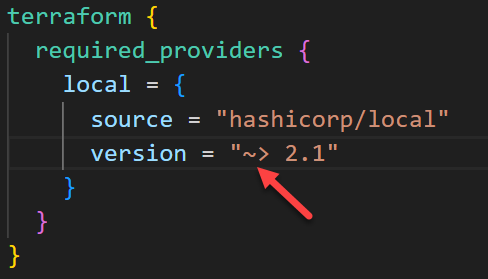 terraform {
  required_providers {
    local = {
      source = "hashicorp/local"
      version = "~> 2.1"
    }
  }
}